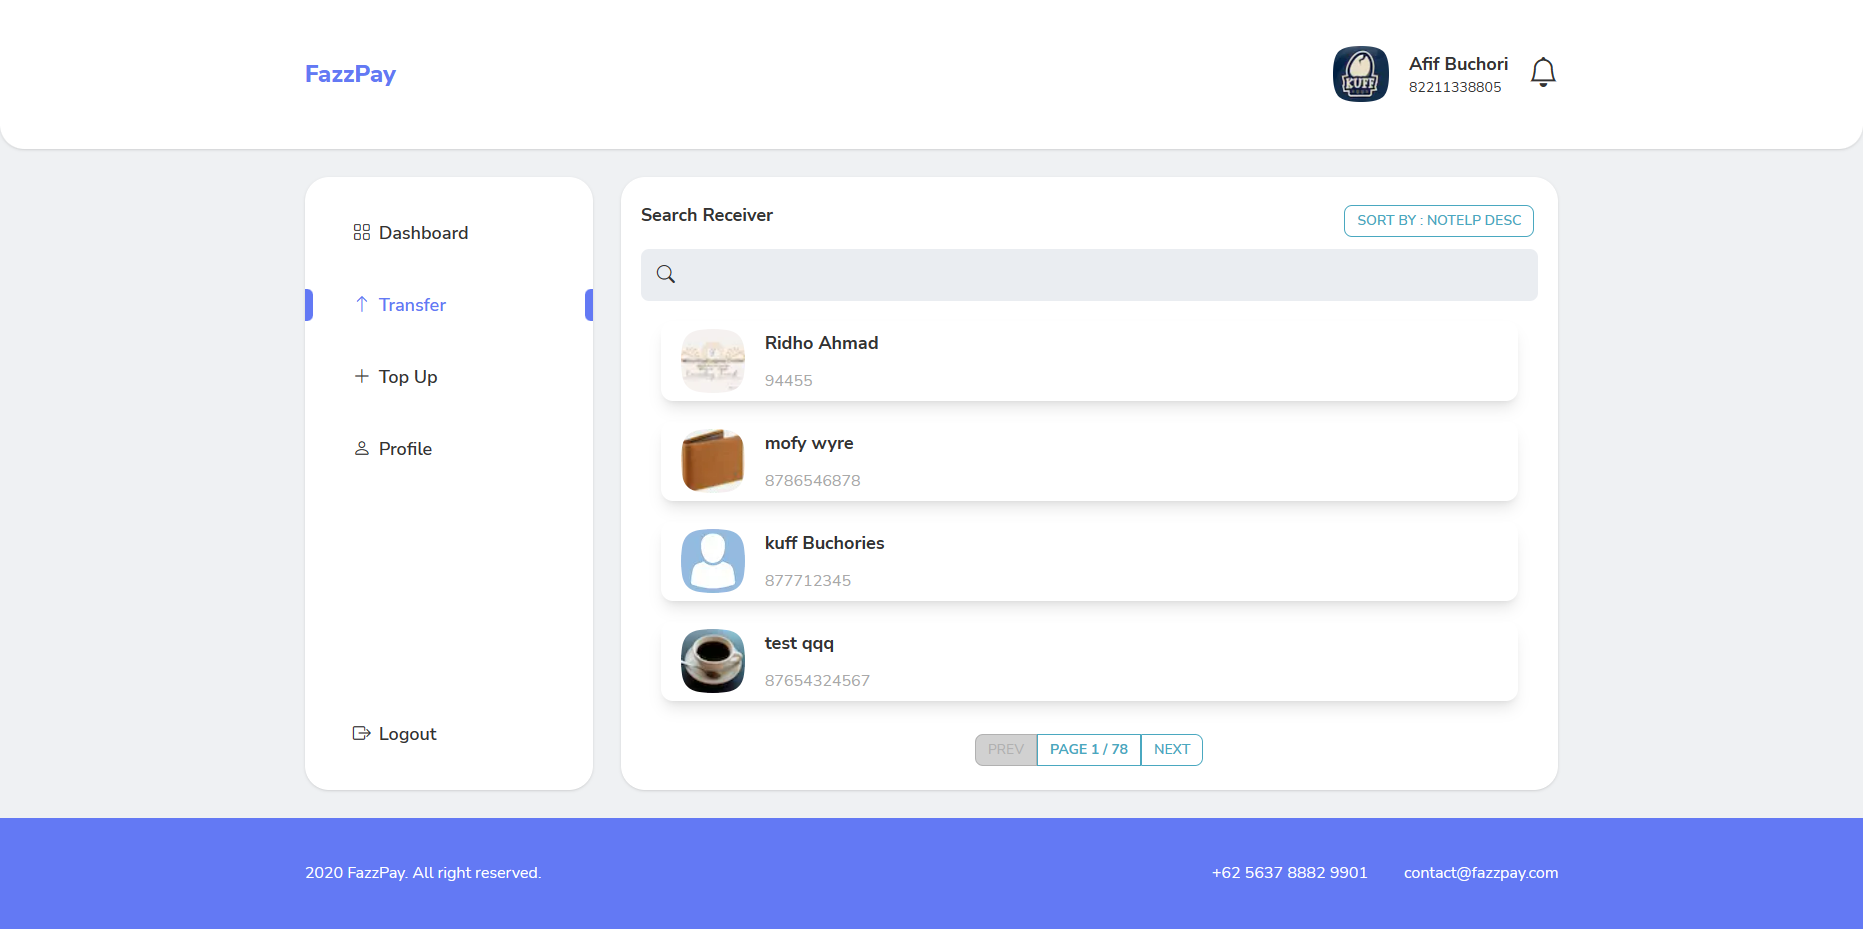 FazzPay
KUFF
Afif Buchori
82211338805
Dashboard
Transfer
Top Up
Profile
Logout
Search Receiver
SORT BY : NOTELP DESC
Ridho Ahmad
94455
mofy wyre
8786546878
kuff Buchories
877712345
test qqq
87654324567
PREV
PAGE 1 / 78
NEXT
2020 FazzPay. All right reserved.
+62 5637 8882 9901
contact@fazzpay.com